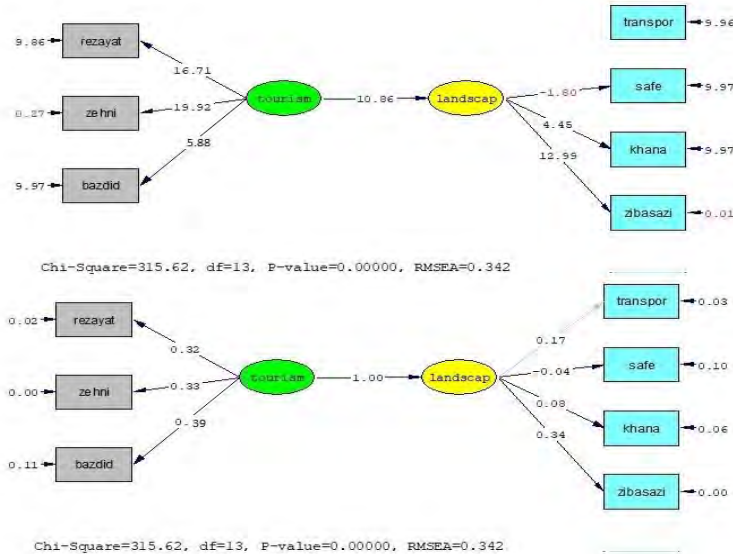 transpor
9.96
9.86
rezayat
16.71
-1.80
safe
9.97
zehni
19.92
tourism
10.86
landscap
4.45
5.88
12.99
khana
9.97
bazdid
9.97
zibasazi
0.01
Chi-Square=315.62, df=13, P-value=0.00000, RMSEA=0.342
transpor
0.03
0.02
rezayat
0.17
0.32
-0.04
safe
0.10
0.00
zehni
0.33
tourism
1.00
landscap
0.08
0.39
0.34
khana
0.06
0.11
bazdid
zibasazi
0.00
Chi-Square=315.62, df=13, P-value=0.00000, RMSEA=0.342